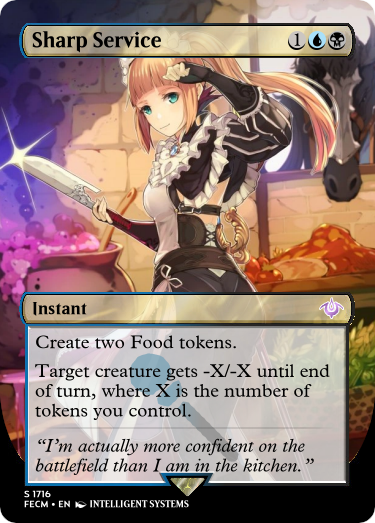 Sharp Service 1
Instant
Create two Food tokens.
Target creature gets -X/-X until end
of turn, where X is the number of
tokens you control.
“I’m actually more confident on the
battlefield than I am in the kitchen.”
S 1716
FECM • EN INTELLIGENT SYSTEMS